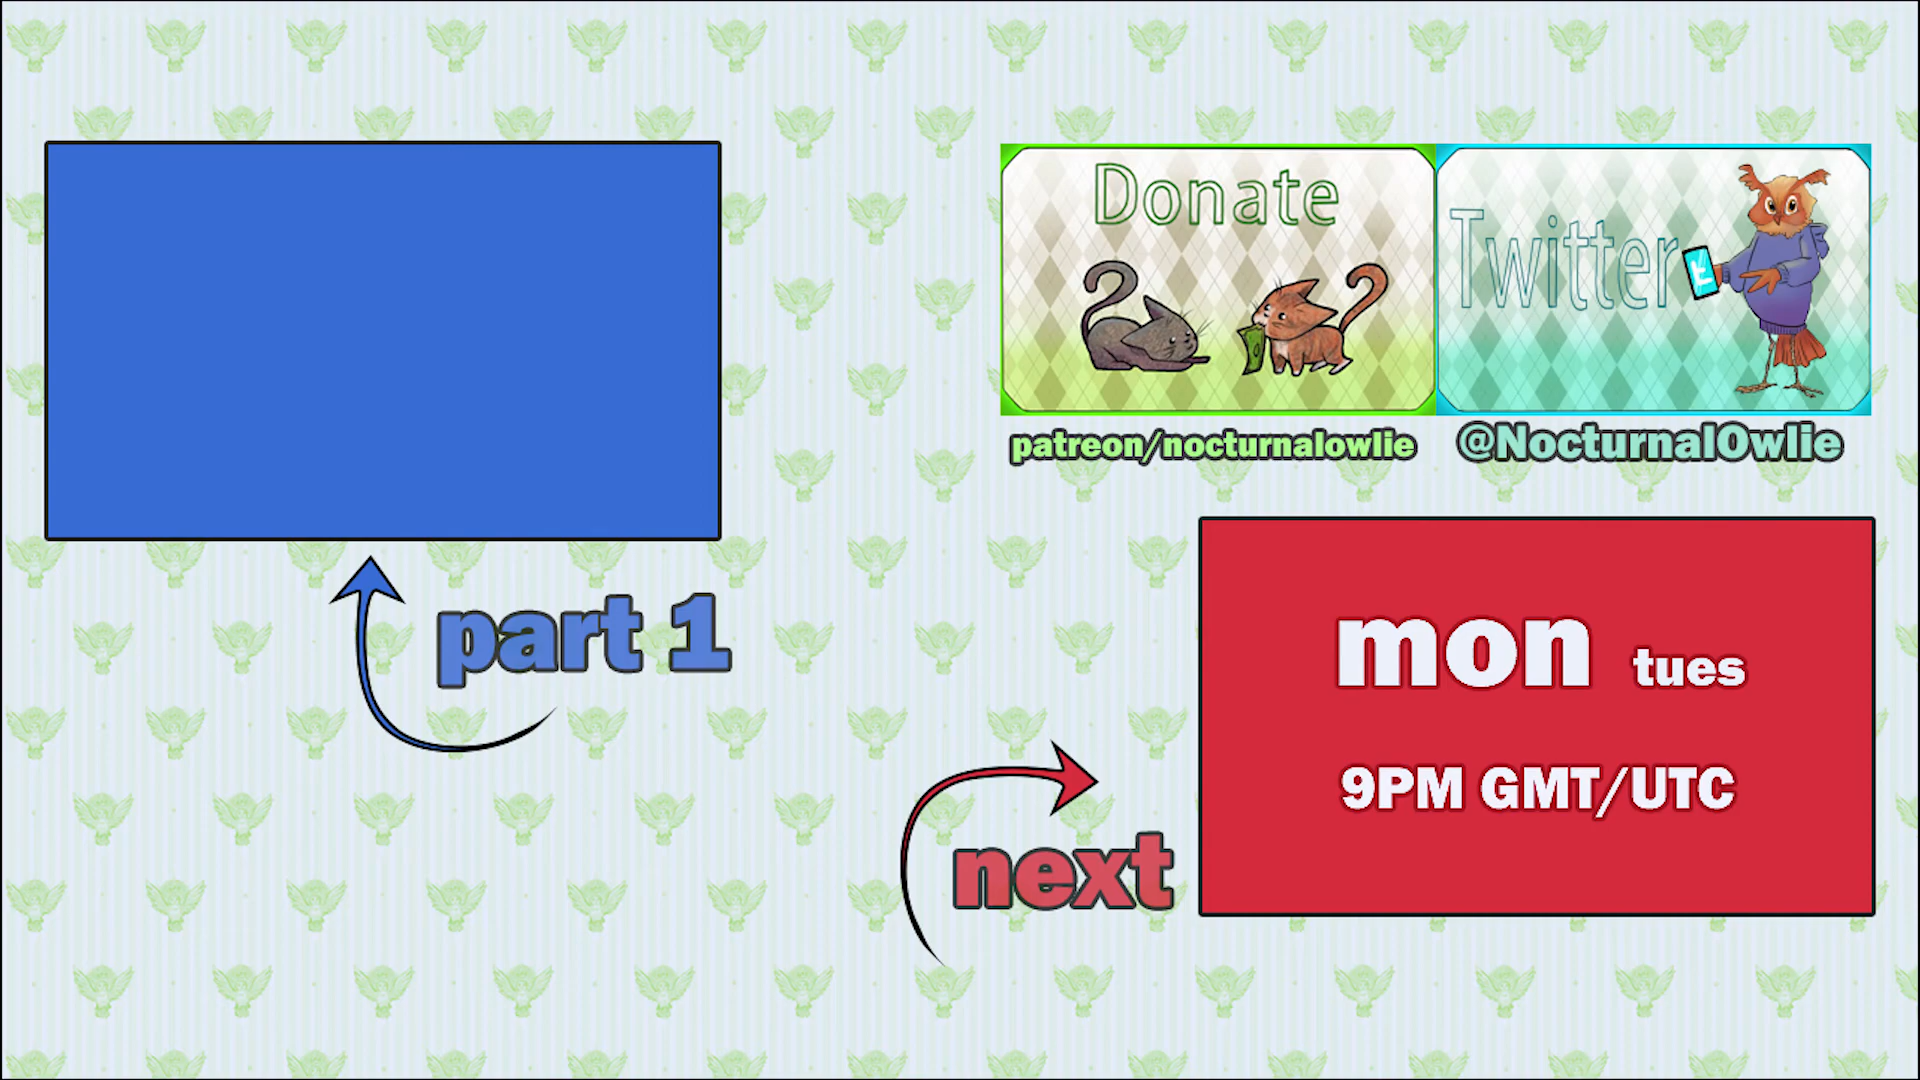 Donate
Twitter
patreon/nocturnalowlie
@NocturnalOwlie
part 1
mon tues
9PM GMT/UTC
next